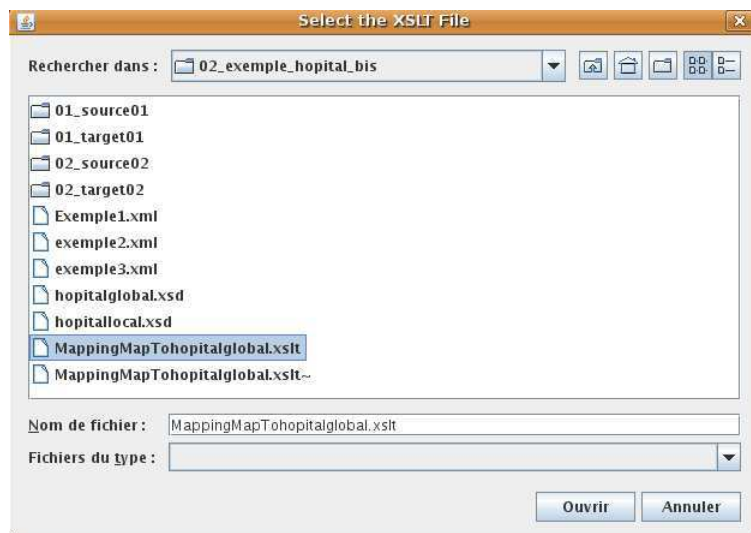 Select the XSLT File
Rechercher dans : 02_exemple_hopital_bis
01_source01
01_target01
02_source02
02_target02
Exemple1.xml
exemple2.xml
exemple3.xml
hopitalglobal.xsd
hopitallocal.xsd
MappingMapTohopitalglobal.xslt
MappingMapTohopitalglobal.xslt~
Nom de fichier : MappingMapTohopitalglobal.xslt
Fichiers du type :
Ouvrir Annuler